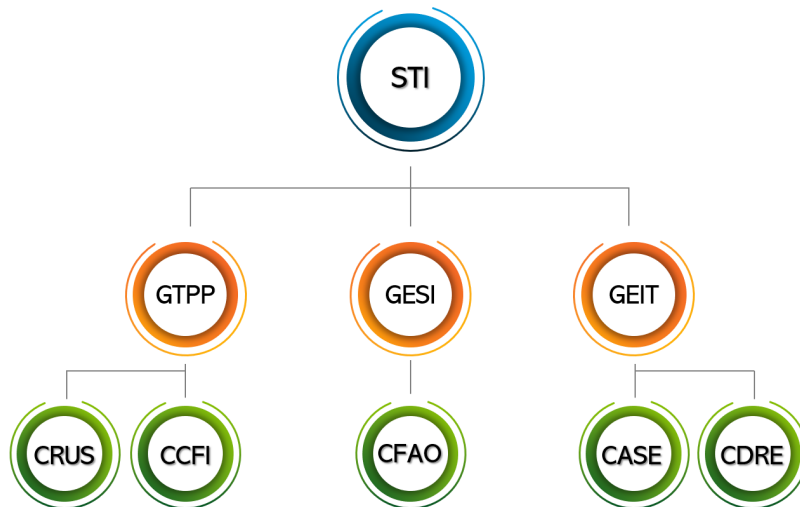 STI
GTPP
GESI
GEIT
CRUS
CCFI
CFAO
CASE
CDRE